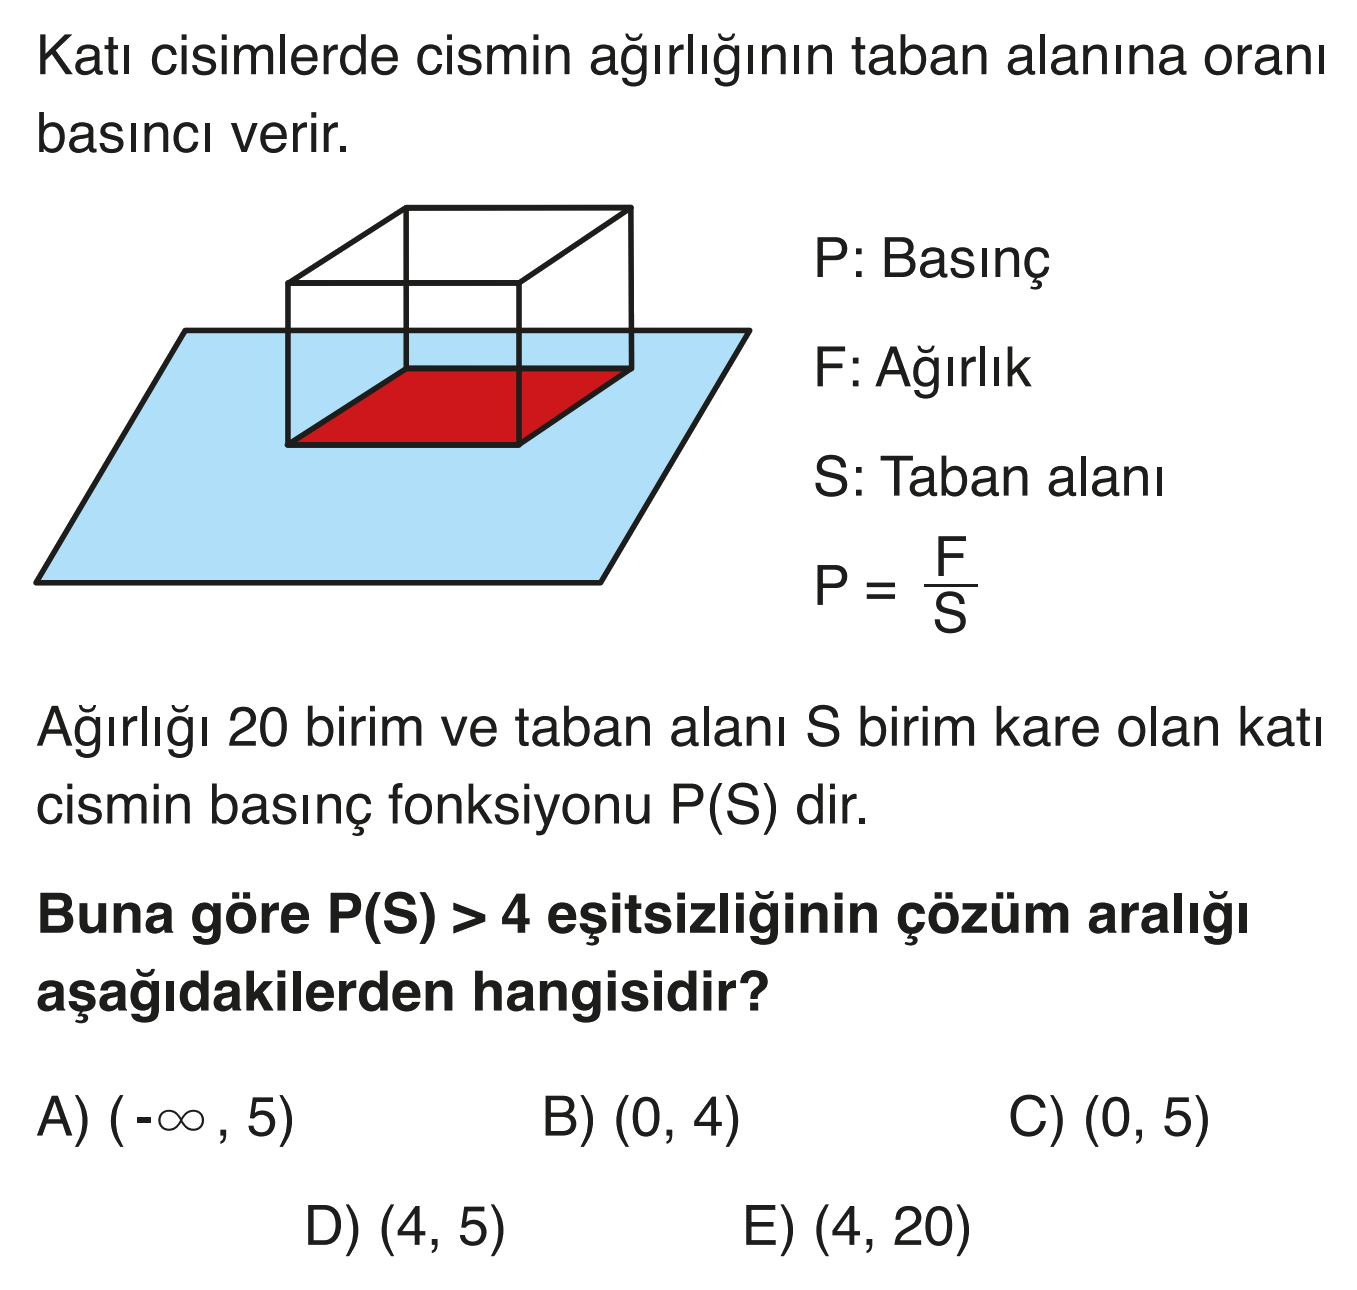 Katı cisimlerde cismin ağırlığının taban alanına oranı
basıncı verir.
P: Basınç
F: Ağırlık
S: Taban alanı
P = F/S
Ağırlığı 20 birim ve taban alanı S birim kare olan katı
cismin basınç fonksiyonu P(S) dir.
Buna göre P(S) > 4 eşitsizliğinin çözüm aralığı
aşağıdakilerden hangisidir?
A) (-∞, 5) B) (0, 4) C) (0, 5)
D) (4, 5) E) (4, 20)